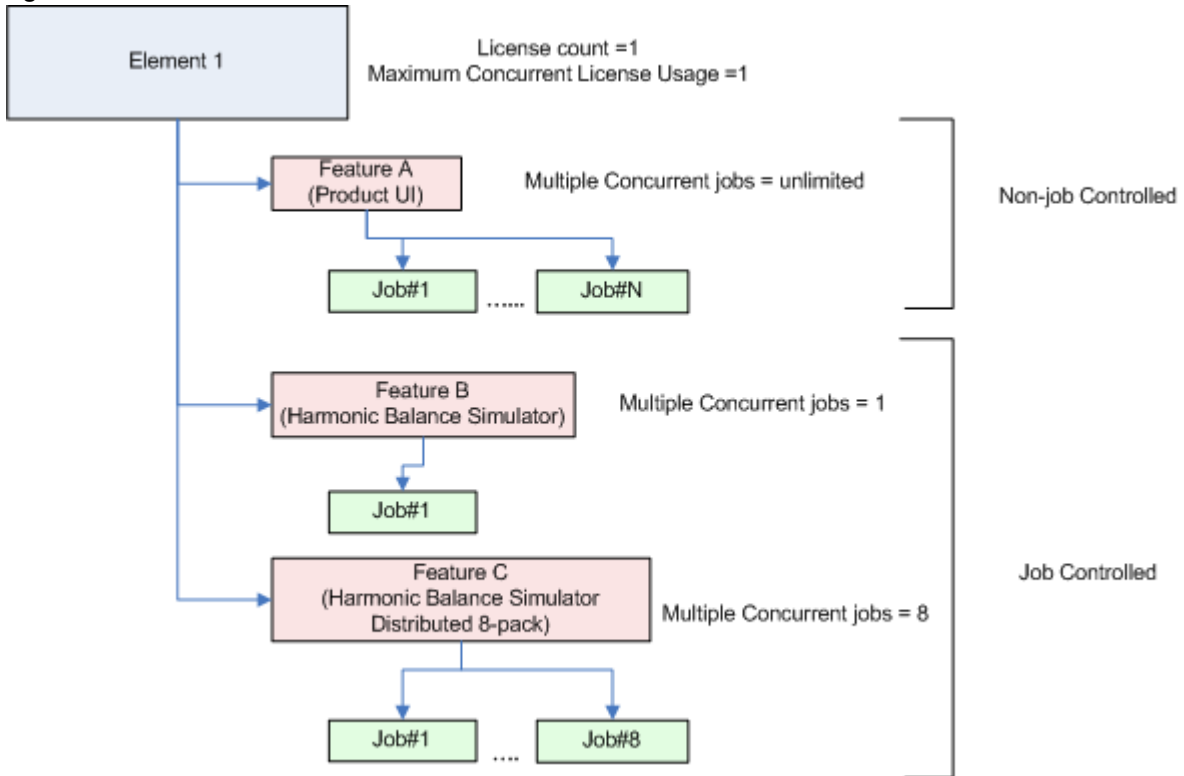 Element 1
License count =1
Maximum Concurrent License Usage =1
Feature A
(Product UI)
Multiple Concurrent jobs = unlimited
Non-job Controlled
Job#1
......
Job#N
Feature B
(Harmonic Balance Simulator)
Multiple Concurrent jobs = 1
Job#1
Feature C
(Harmonic Balance Simulator
Distributed 8-pack)
Multiple Concurrent jobs = 8
Job Controlled
Job#1
....
Job#8